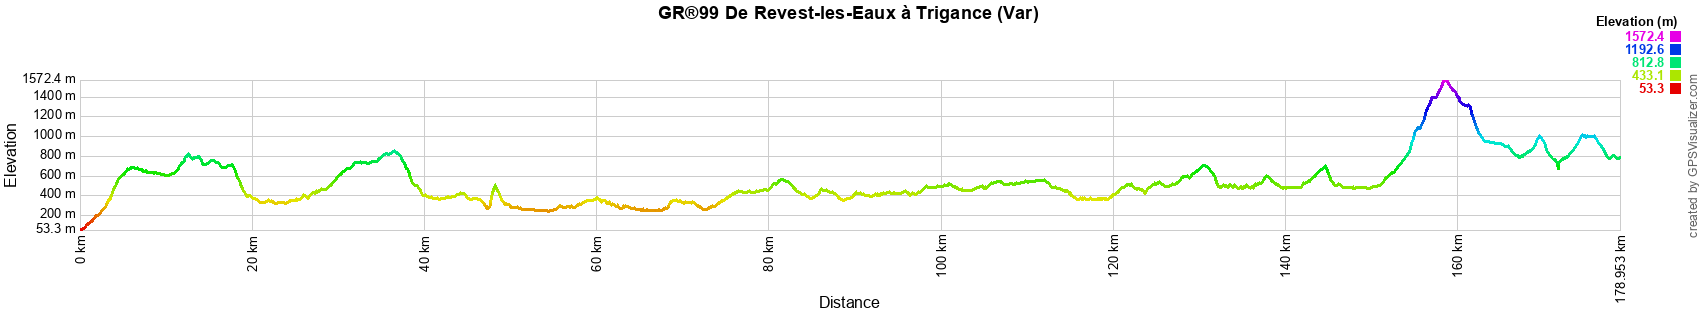 GR®99 De Revest-les-Eaux à Trigance (Var)
Elevation (m)
1572.4
1192.6
812.8
433.1
53.3
Elevation
1572.4 m
1400 m
1200 m
1000 m
800 m
600 m
400 m
200 m
53.3 m
0 km
20 km
40 km
60 km
80 km
100 km
120 km
140 km
160 km
178.953 km
Distance
created by GPSVisualizer.com